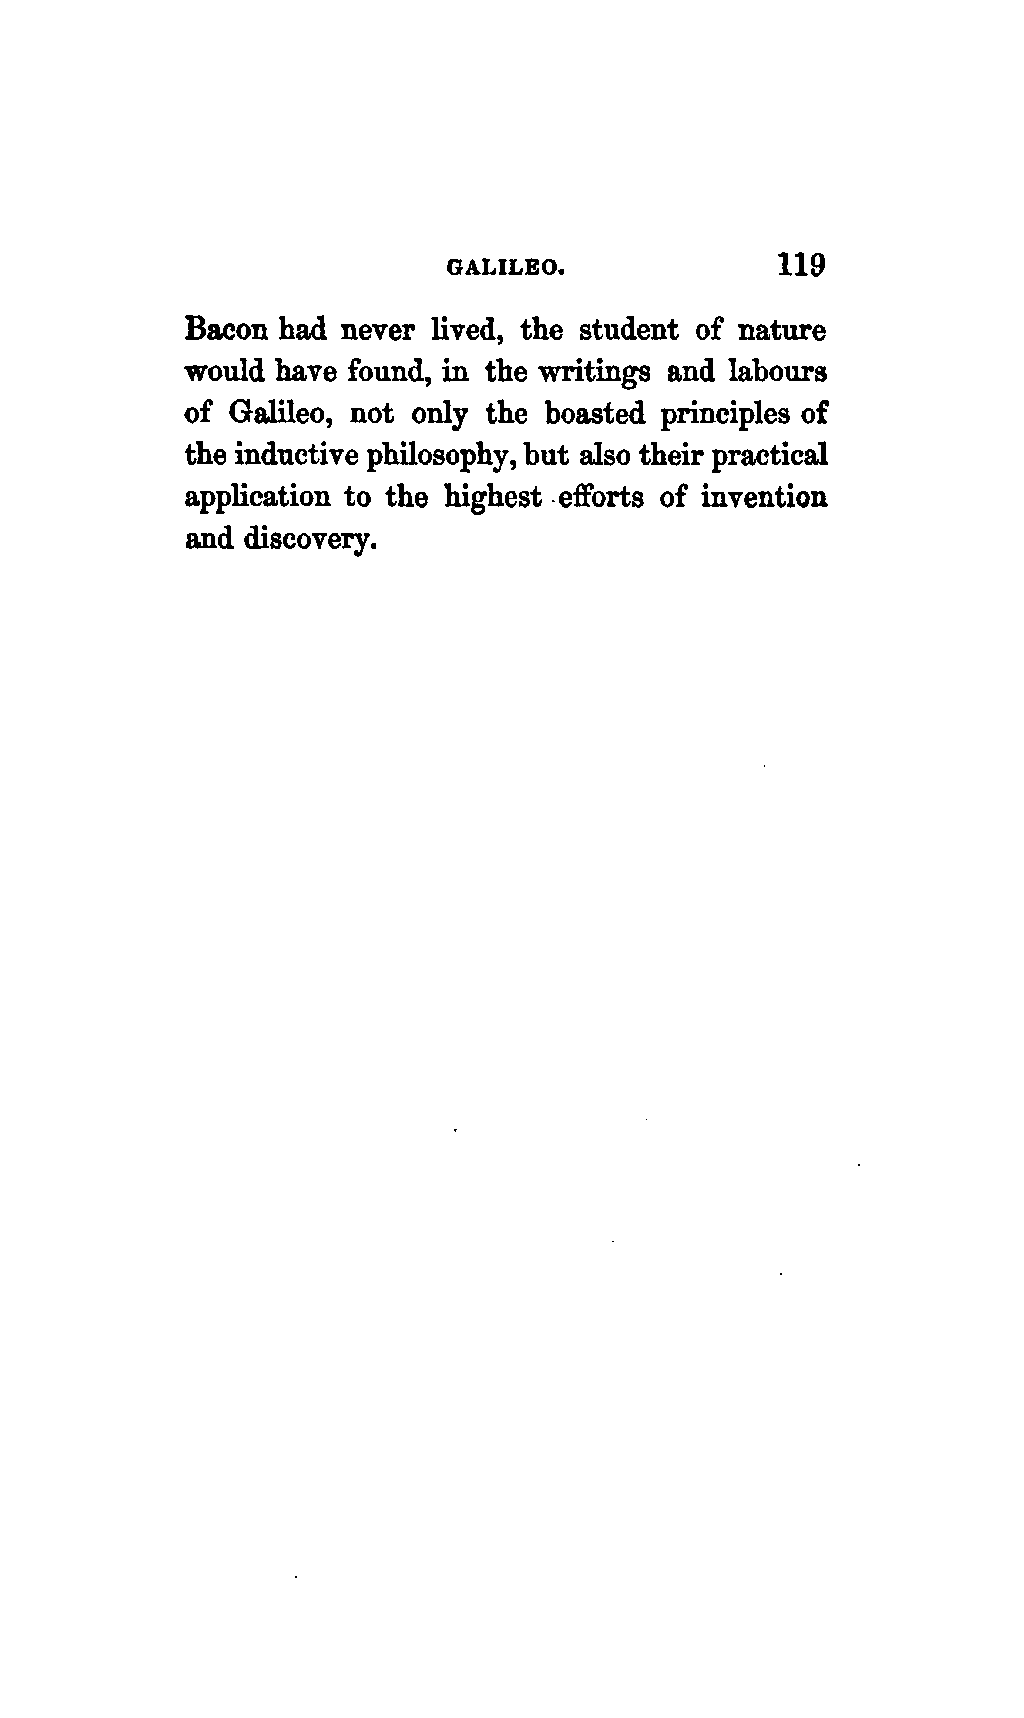 GALILEO. 119
Bacon had never lived, the student of nature
would have found, in the writings and labours
of Galileo, not only the boasted principles of
the inductive philosophy, but also their practical
application to the highest efforts of invention
and discovery.